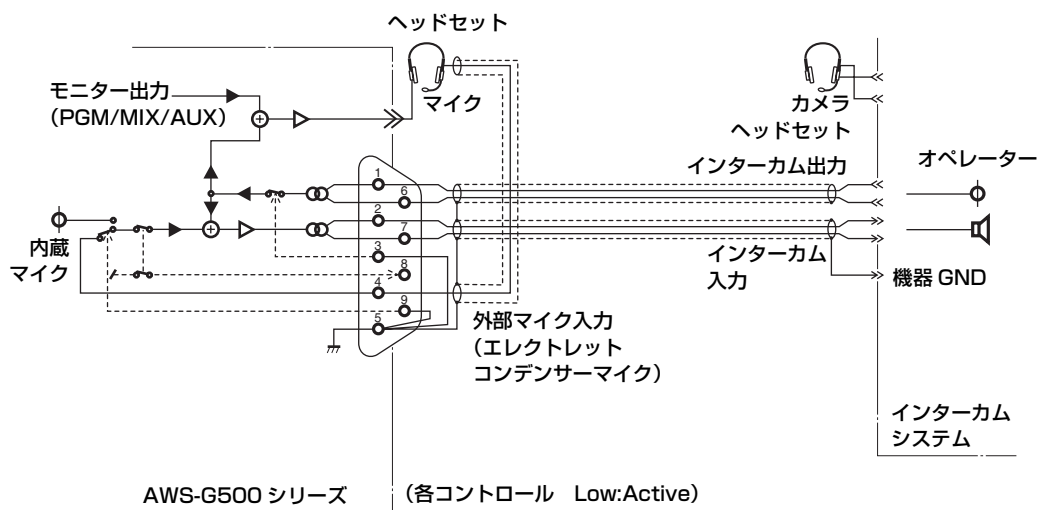 ヘッドセット
モニター出力
（PGM/MIX/AUX）
マイク
カメラ
ヘッドセット
インターカム出力
オペレーター
1
6
2
7
3
8
4
9
5
内蔵
マイク
インターカム
入力
機器 GND
外部マイク入力
（エレクトレット
コンデンサーマイク）
インターカム
システム
AWS-G500 シリーズ
（各コントロール　Low:Active）